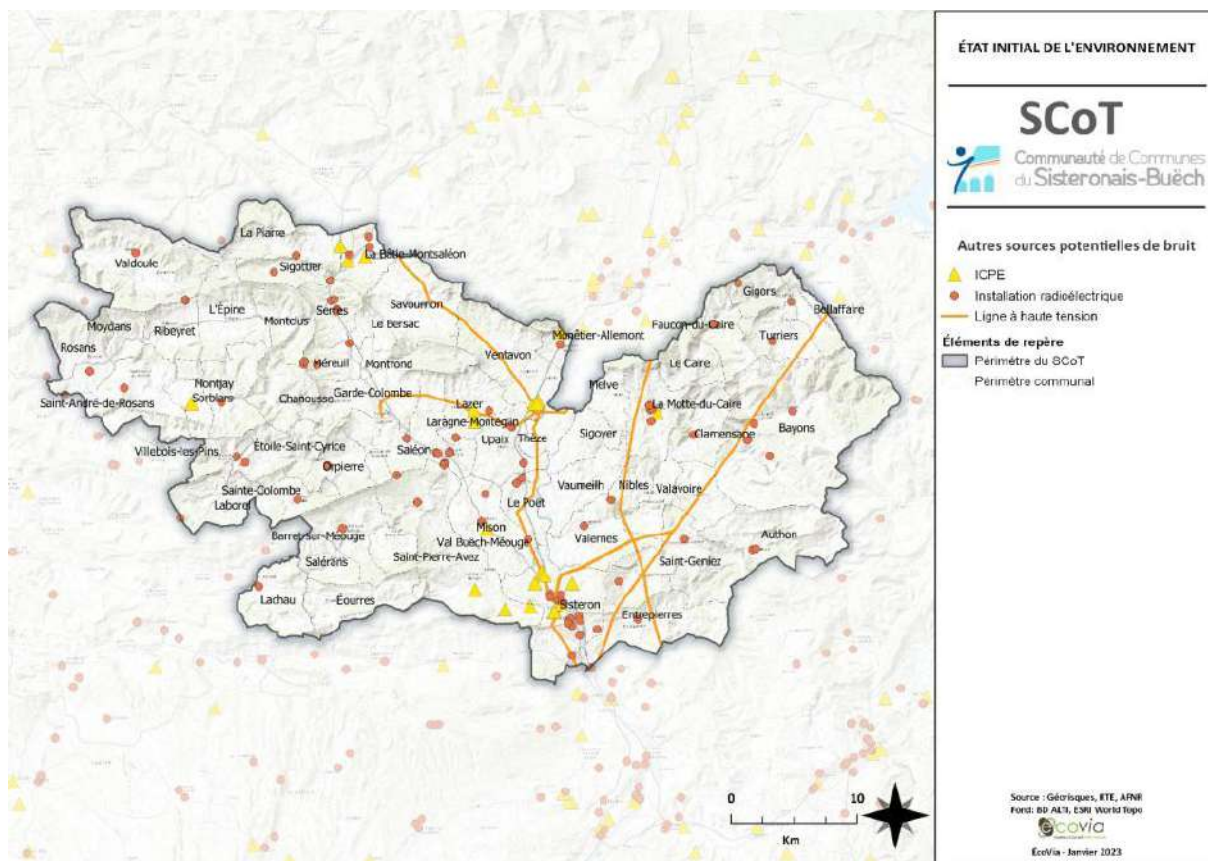 ÉTAT INITIAL DE L'ENVIRONNEMENT
SCoT
Communauté de Communes
du Sisteronais-Buëch
Autres sources potentielles de bruit
ICPE
Installation radioélectrique
Ligne à haute tension
Éléments de repère
Périmètre du SCoT
Périmètre communal
La Piarre
Valdoule
Sigottier
La Bâtie-Montsaléon
L'Épine
Serres
Savournon
Moydans
Ribeyret
Montclus
Le Bersac
Rosans
Méreuil
Montrond
Ventavon
Monêtier-Allemont
Faucon-du-Caire
Gigors
Bellaffaire
Turriers
Le Caire
Melve
Montjay
Sorbiers
Chanousse
Garde-Colombe
Saint-André-de-Rosans
Lazer
Laragne-Montéglin
Upaix
Thèze
Sigoyer
La Motte-du-Caire
Clamensane
Bayons
Villebois-les-Pins
Étoile-Saint-Cyrice
Saléon
Orpierre
Sainte-Colombe
Laborel
Le Poët
Vaumeilh
Nibles
Valavoire
Barret-sur-Méouge
Mison
Val Buëch-Méouge
Valernes
Authon
Salérans
Saint-Pierre-Avez
Saint-Geniez
Lachau
Éourres
Sisteron
Entrepierres
0
10
Km
Source : Géorisques, RTE, AFNR
Fond: BD ALTI, ESRI World Topo
écovia
ÉcoVia - Janvier 2023